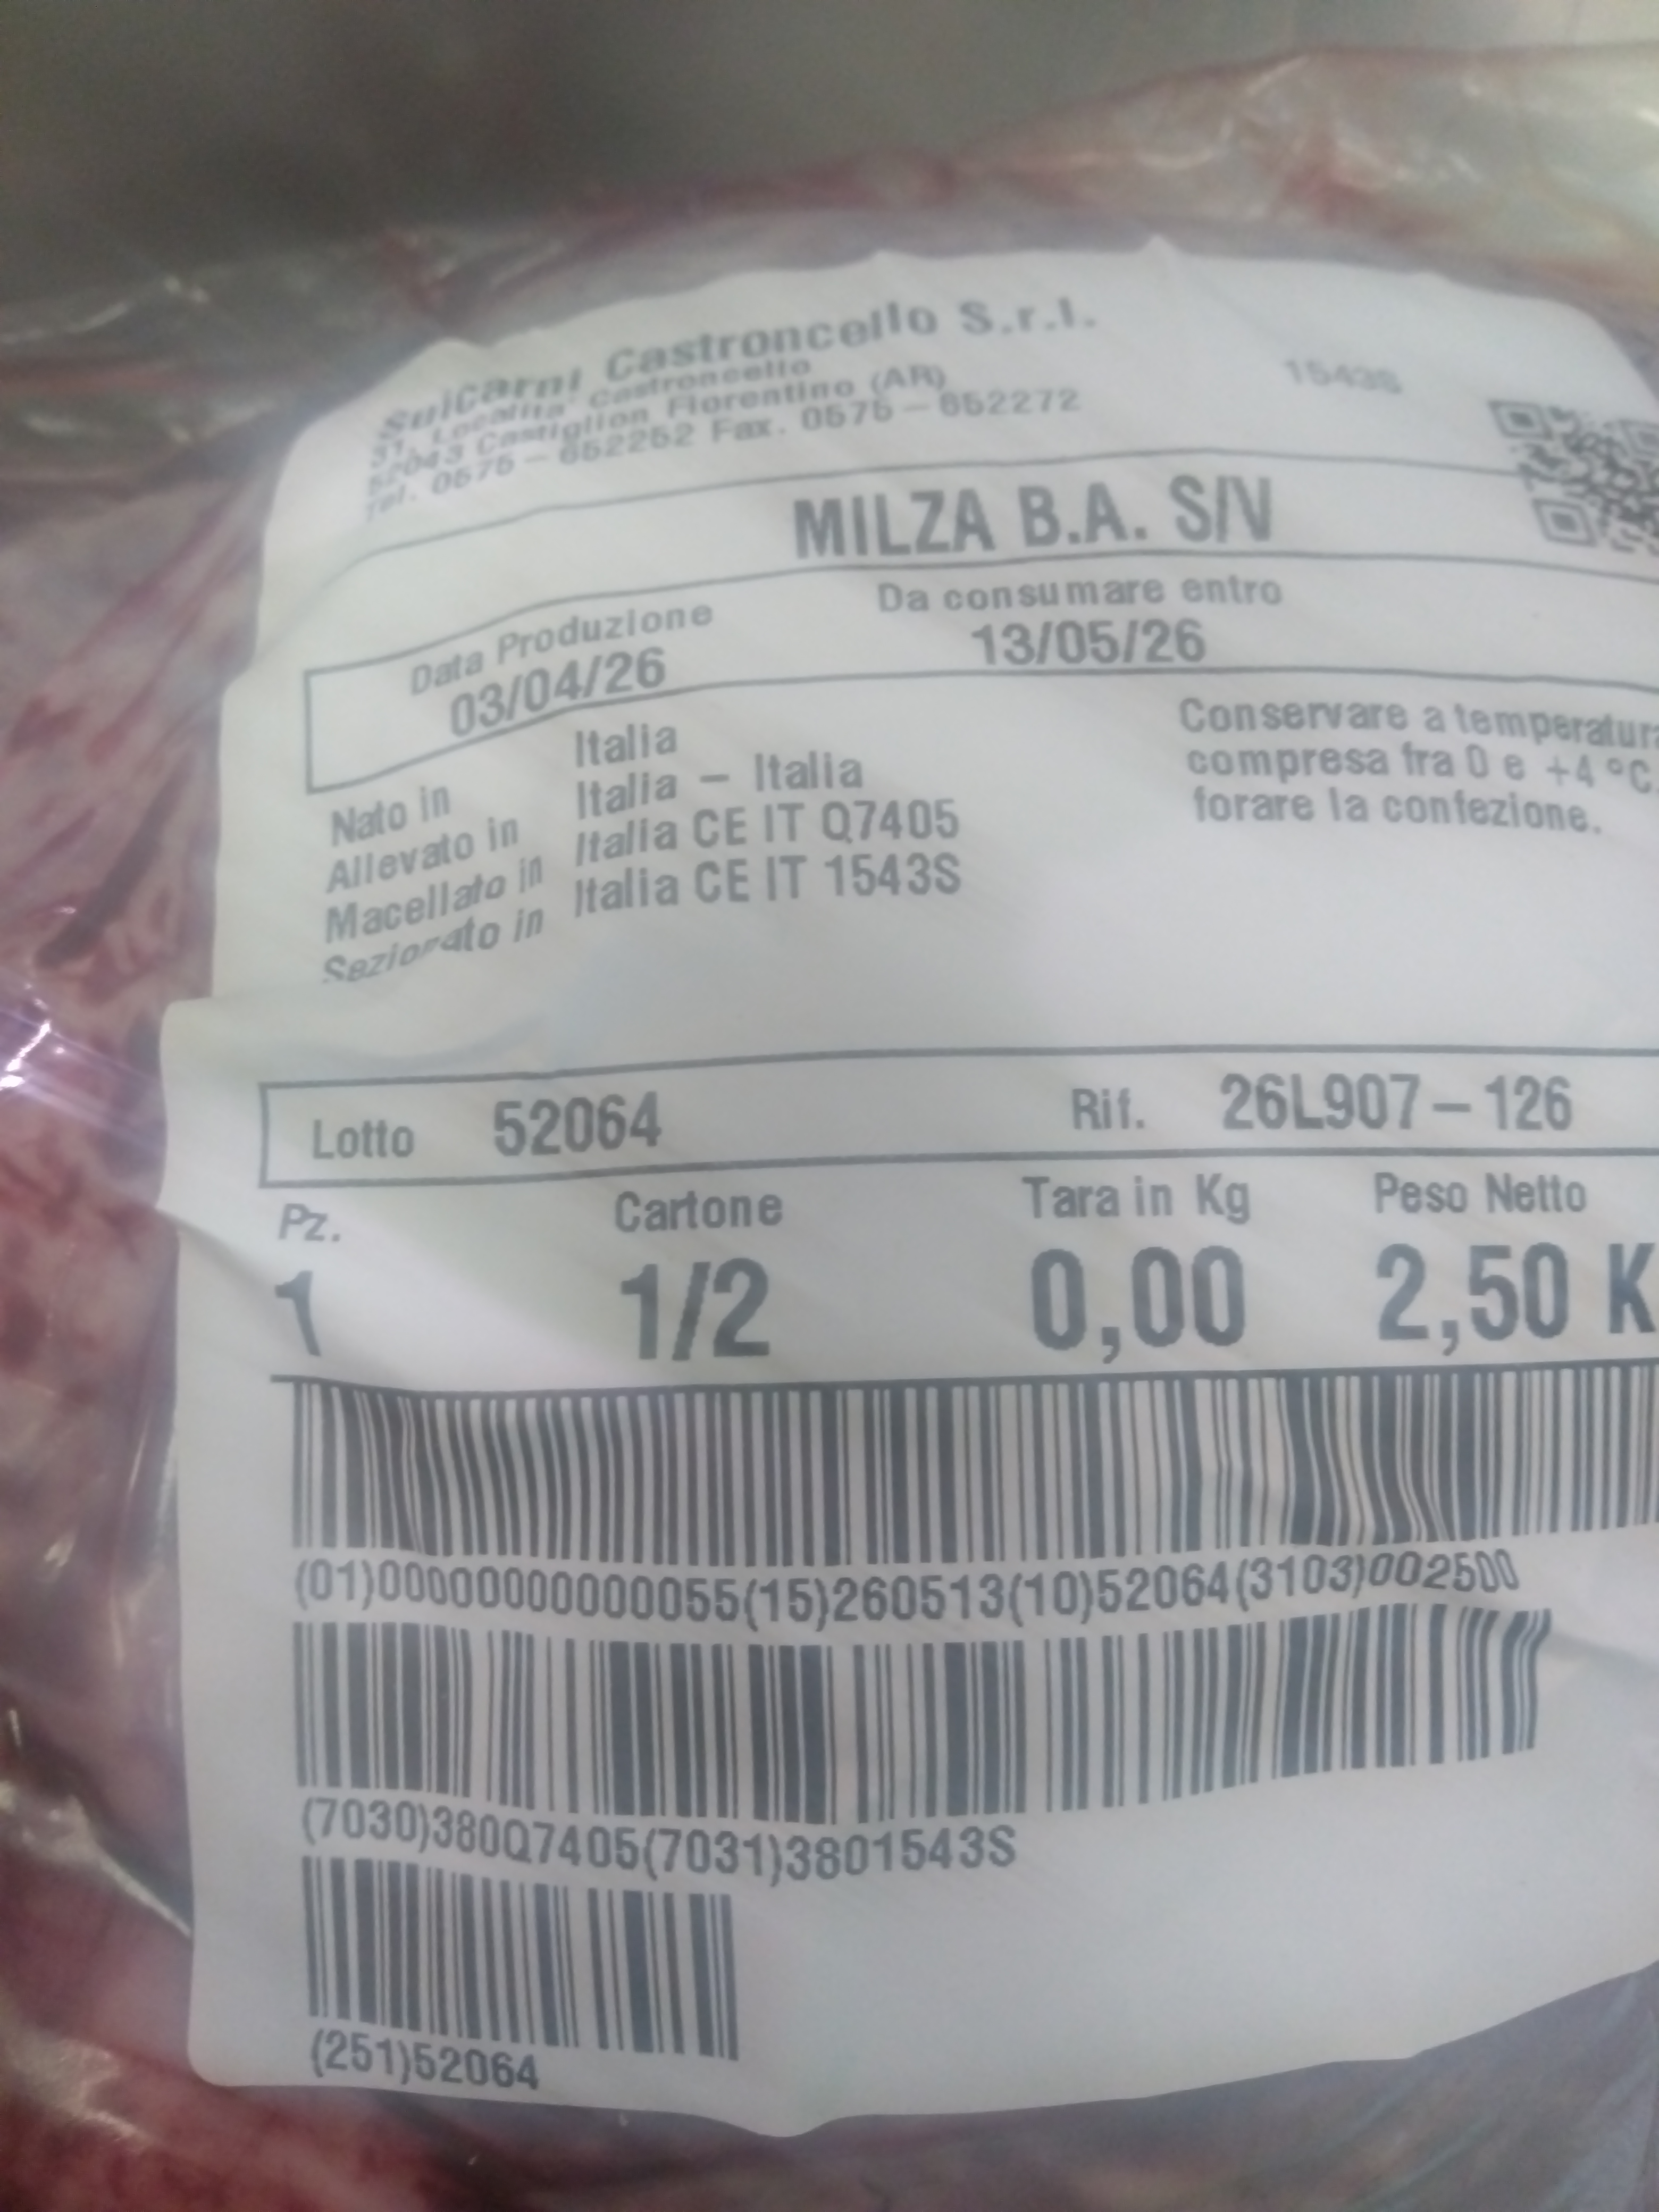 Suicarni Castroncello S.r.l.
31, Localita' castroncello
52043 Castiglion Fiorentino (AR)
Tel. 0575-652252 Fax. 0575-652272
1543S
MILZA B.A. S/V
Data Produzione
03/04/26
Da consumare entro
13/05/26
Nato in Italia
Allevato in Italia - Italia
Macellato in Italia CE IT Q7405
Sezionato in Italia CE IT 1543S
Conservare a temperatura
compresa fra 0 e +4 °C.
forare la confezione.
Lotto 52064 Rif. 26L907-126
Pz. Cartone Tara in Kg Peso Netto
1 1/2 0,00 2,50 K
(01)00000000000055(15)260513(10)52064(3103)002500
(7030)380Q7405(7031)3801543S
(251)52064